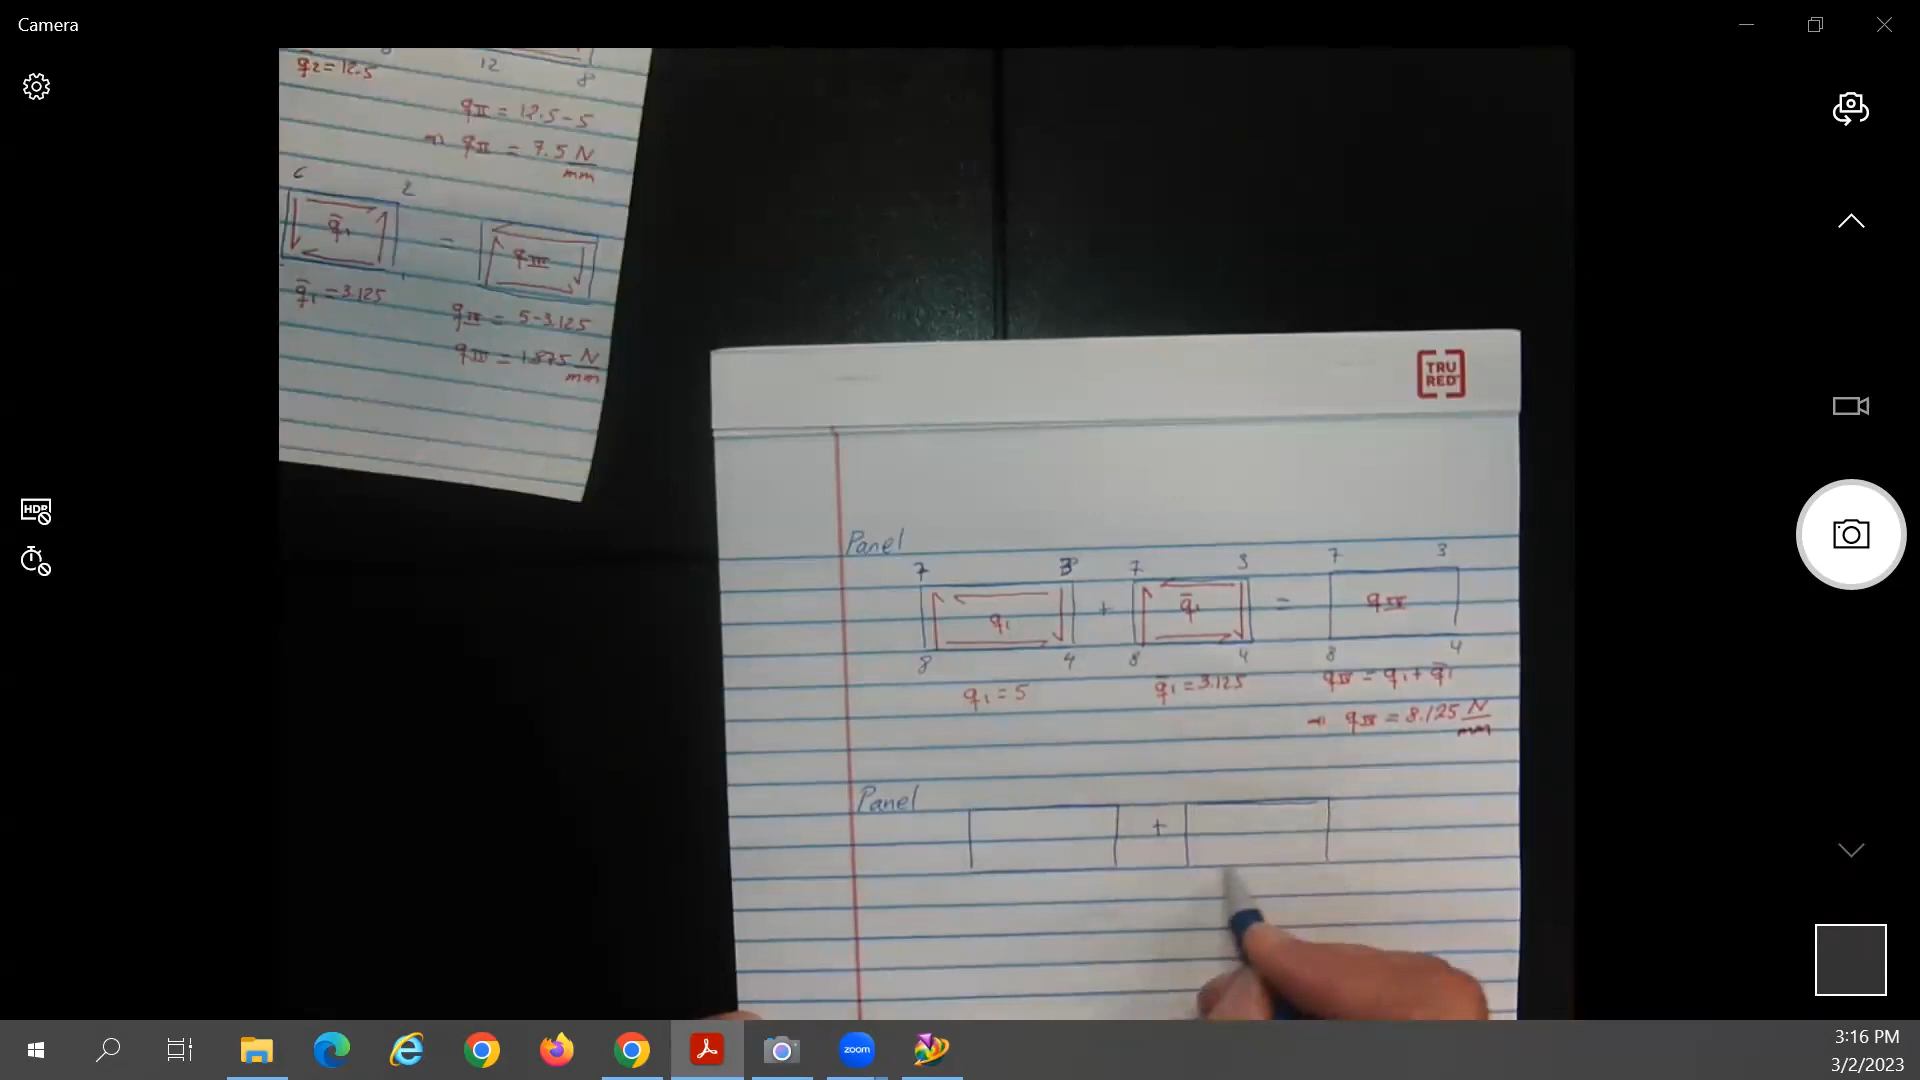 Camera
q2 = 12.5
12
8
qII = 12.5 - 5
⇒ qII = 7.5 N/mm
6 2
q̄1 = qIII
q̄1 = 3.125
qIII = 5 - 3.125
qIII = 1.875 N/mm
TRU
RED
Panel
7 3 7 3 7 3
q1 + q̄1 = qIV
8 4 8 4 8 4
q1 = 5
q̄1 = 3.125
qIV = q1 + q̄1
⇒ qIV = 8.125 N/mm
Panel
+
HDR
zoom
3:16 PM
3/2/2023